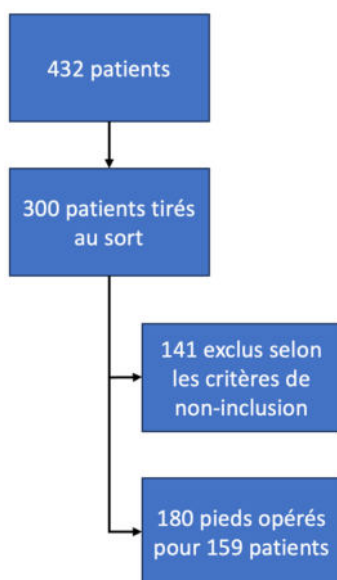 432 patients
300 patients tirés
au sort
141 exclus selon
les critères de
non-inclusion
180 pieds opérés
pour 159 patients